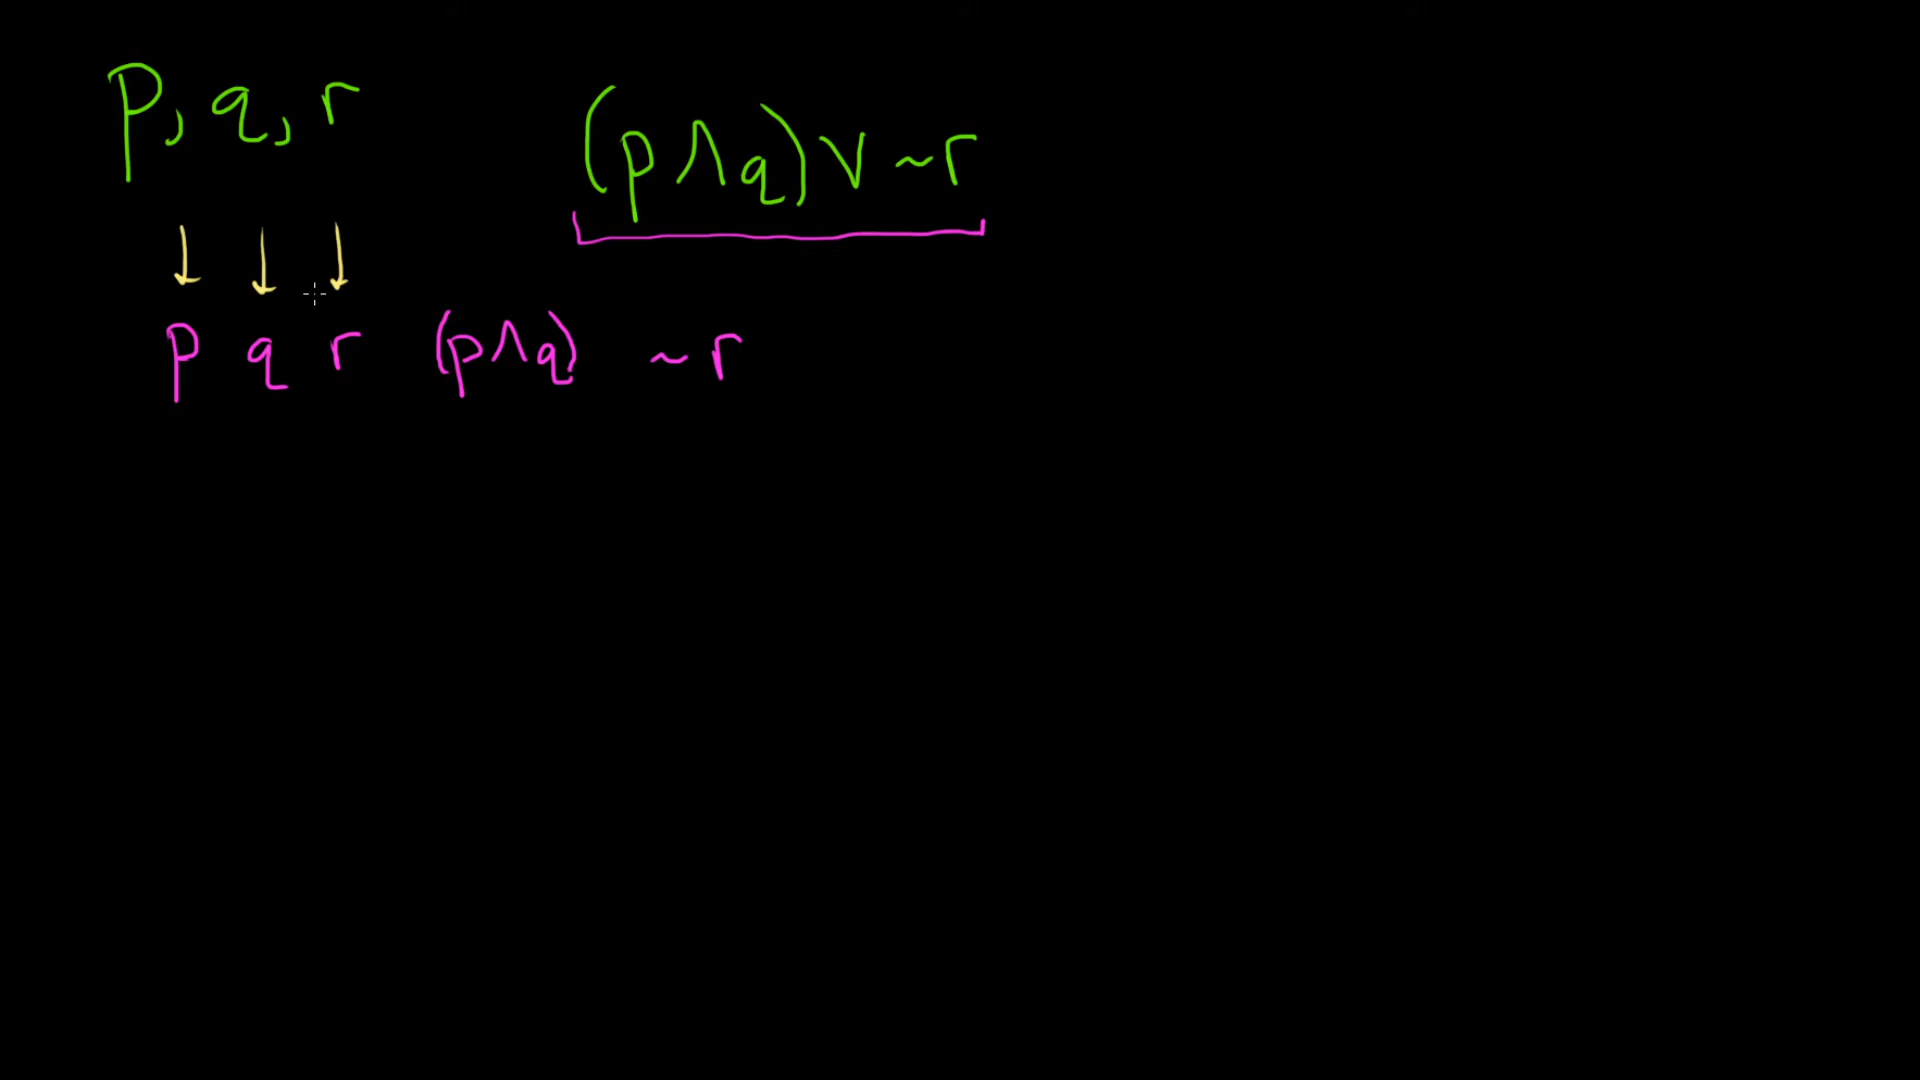 p, q, r
(p∧q)∨~r
p q r (p∧q) ~r